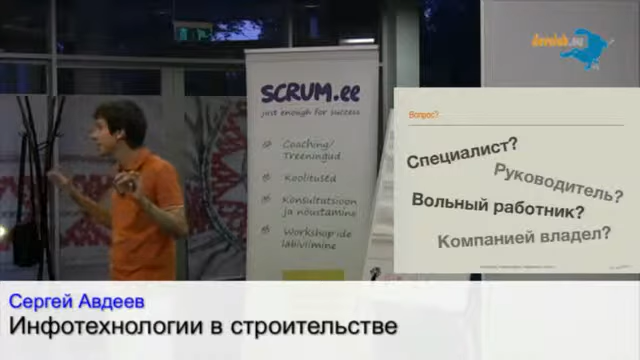 devclub.eu
SCRUM.ee
just enough for success
Coaching/
Treeningud
Koolitused
Konsultatsioon
ja nõustamine
Workshop'ide
läbiviimine
Вопрос?
Специалист?
Руководитель?
Вольный работник?
Компанией владел?
Сергей Авдеев
Инфотехнологии в строительстве